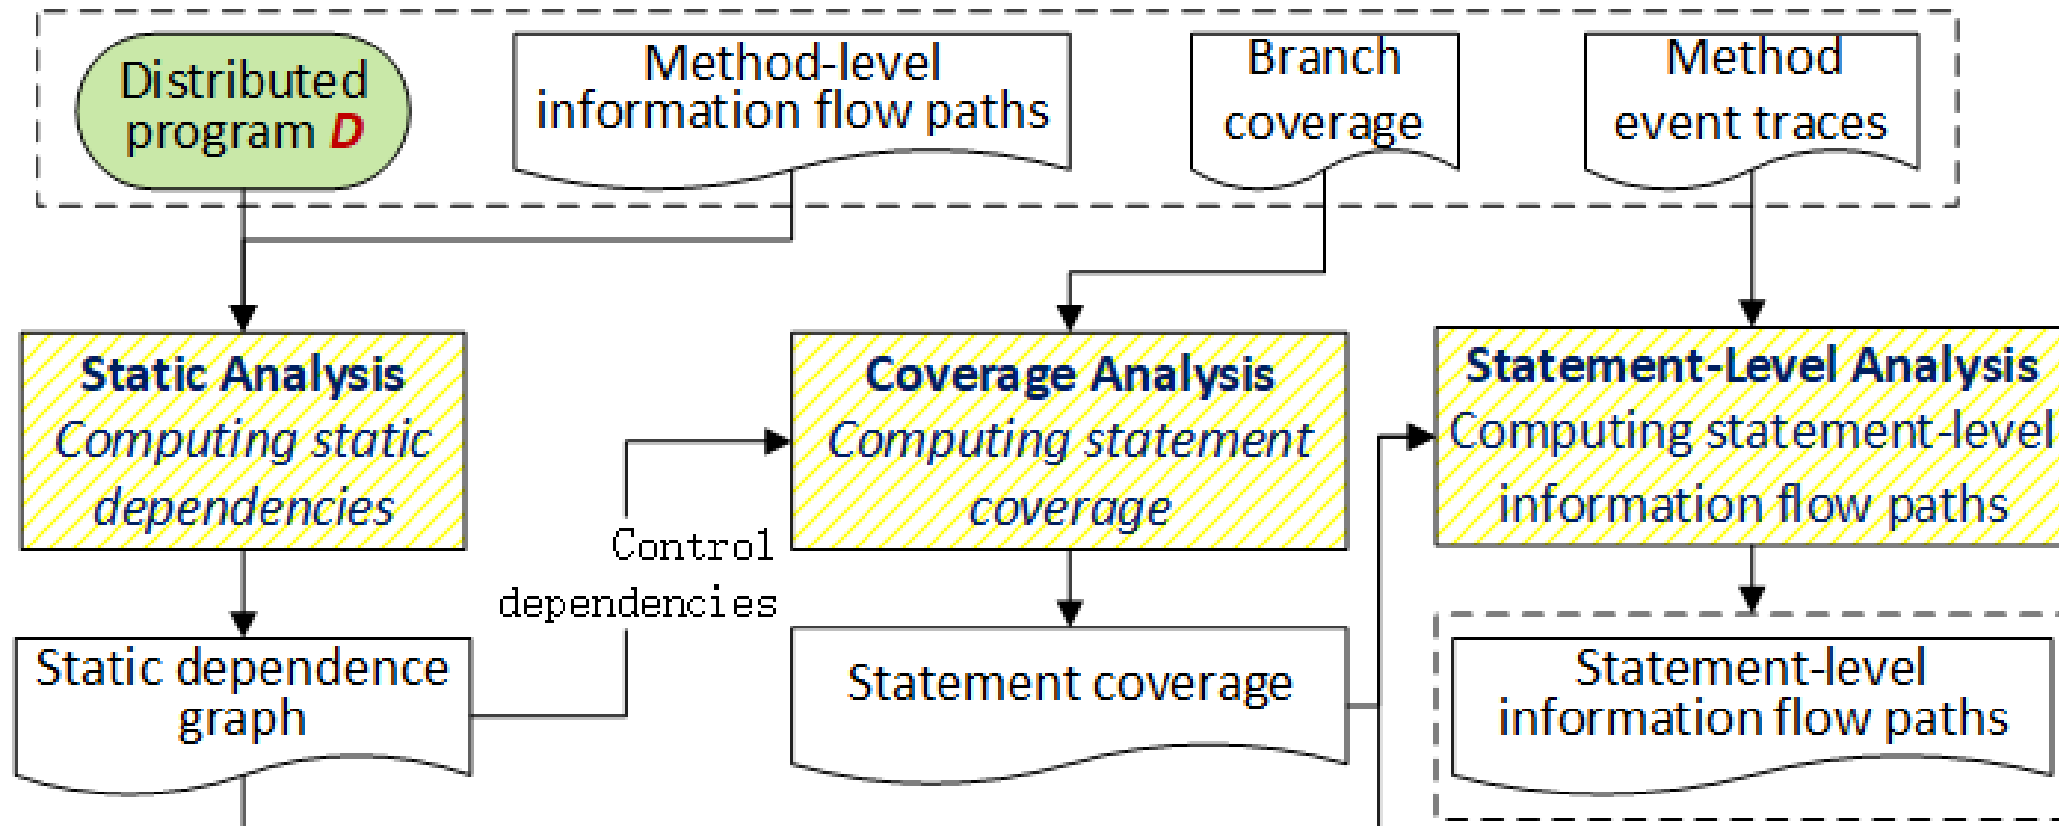 Distributed
program D
Method-level
information flow paths
Branch
coverage
Method
event traces
Static Analysis
Computing static
dependencies
Coverage Analysis
Computing statement
coverage
Statement-Level Analysis
Computing statement-level
information flow paths
Control
dependencies
Static dependence
graph
Statement coverage
Statement-level
information flow paths